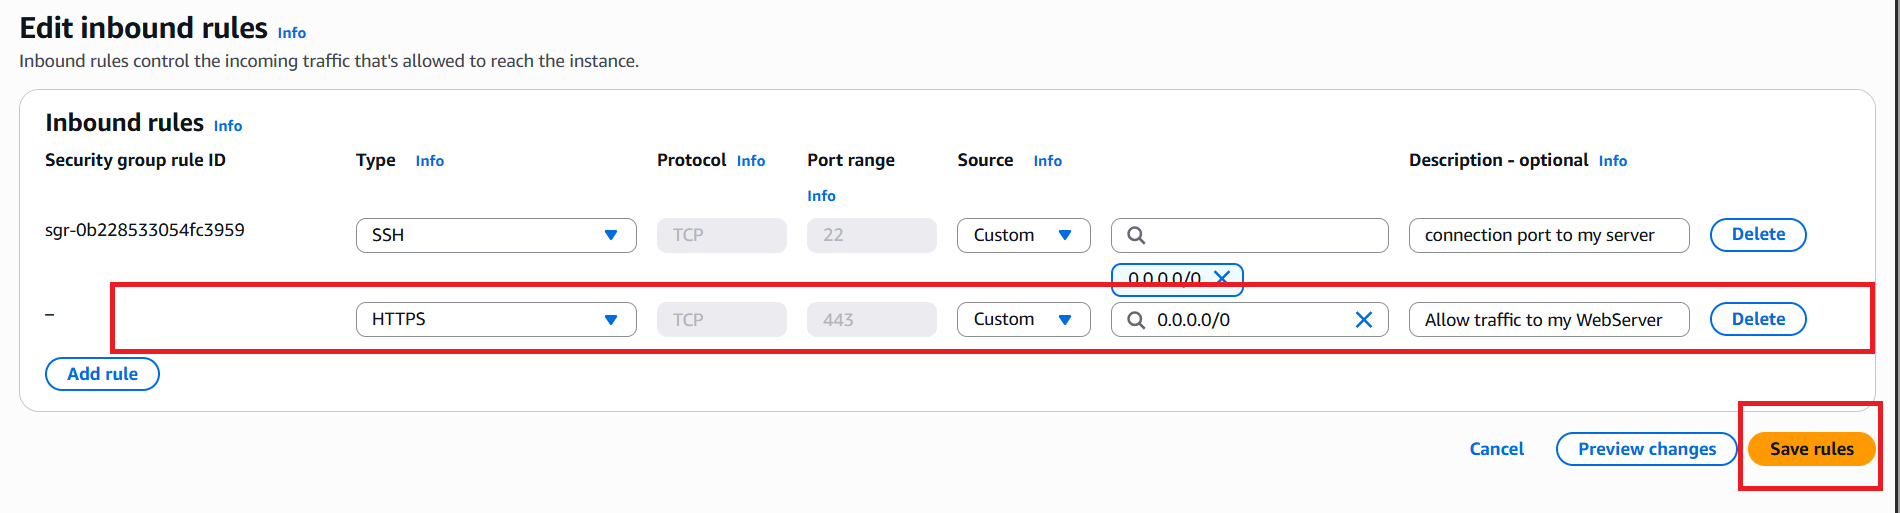 Edit inbound rules Info
Inbound rules control the incoming traffic that's allowed to reach the instance.
Inbound rules Info
Security group rule ID Type Info Protocol Info Port range Info Source Info Description - optional Info
sgr-0b228533054fc3959 SSH TCP 22 Custom connection port to my server Delete
0.0.0.0/0
– HTTPS TCP 443 Custom 0.0.0.0/0 Allow traffic to my WebServer Delete
Add rule
Cancel Preview changes Save rules